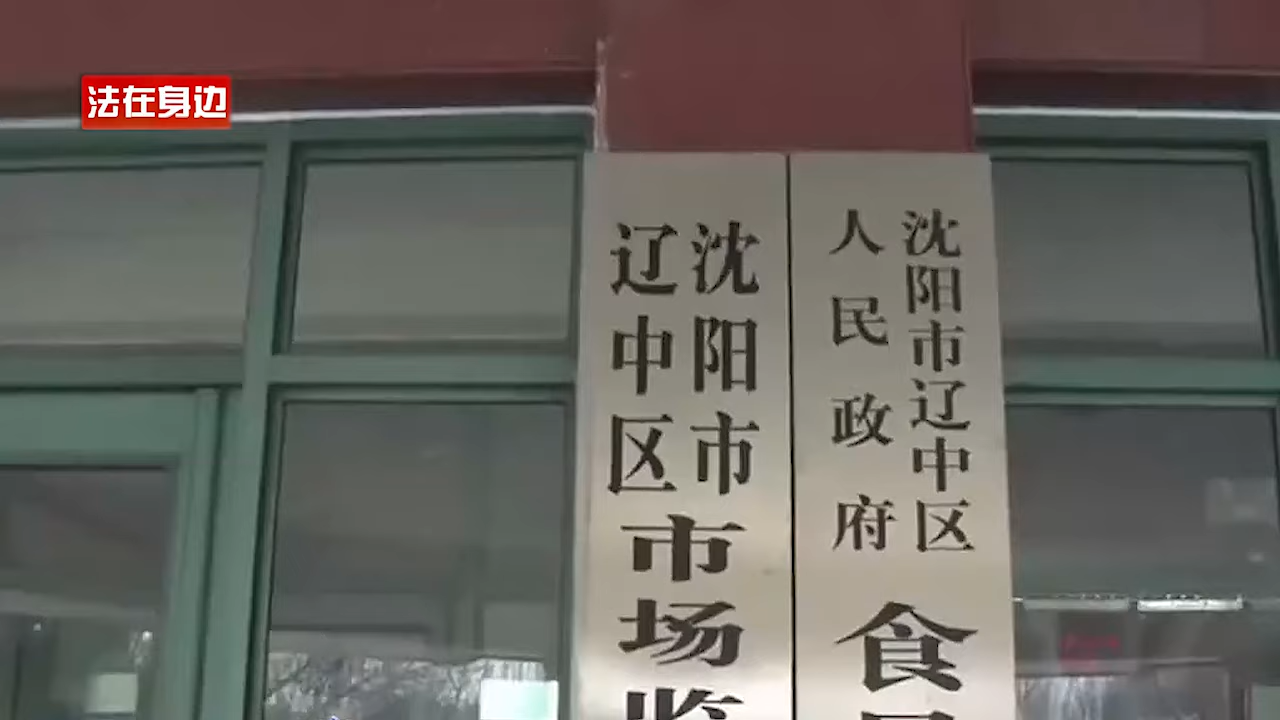 法在身边
沈阳市
辽中区
市场监
沈阳市辽中区
人民政府
食